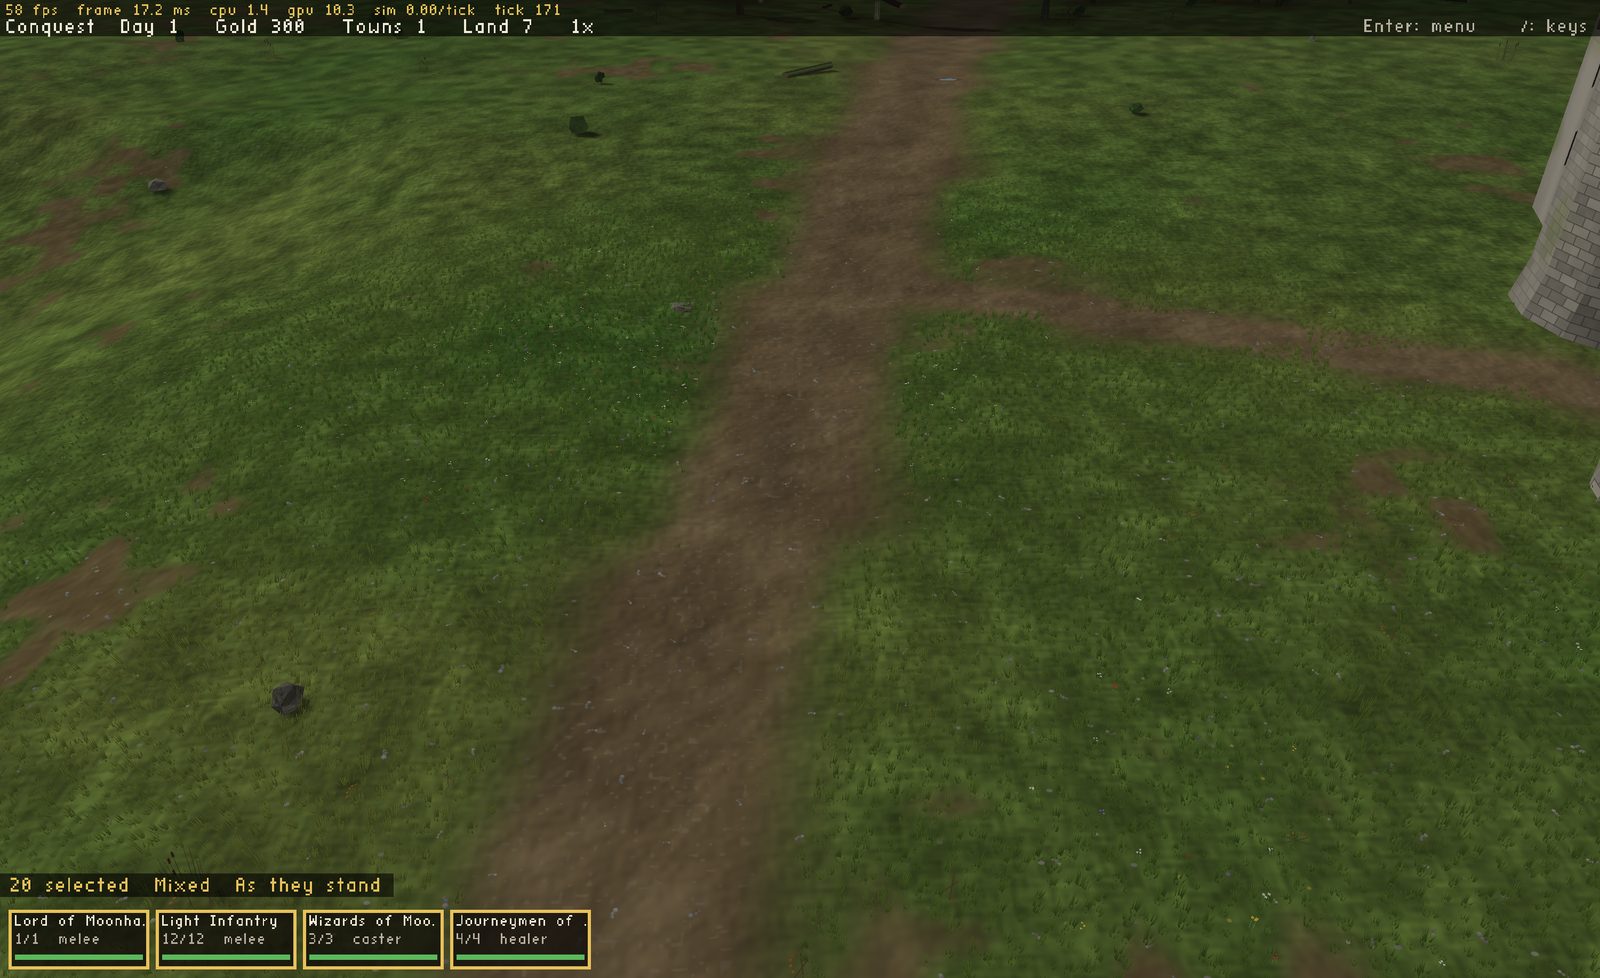 58 fps  frame 17.2 ms  cpu 1.4  gpu 10.3  sim 0.00/tick  tick 171
Conquest  Day 1  Gold 300  Towns 1  Land 7  1x  Enter: menu  /: keys
20 selected  Mixed  As they stand
Lord of Moonha.  Light Infantry  Wizards of Moo.  Journeymen of .
1/1  melee  12/12  melee  3/3  caster  4/4  healer